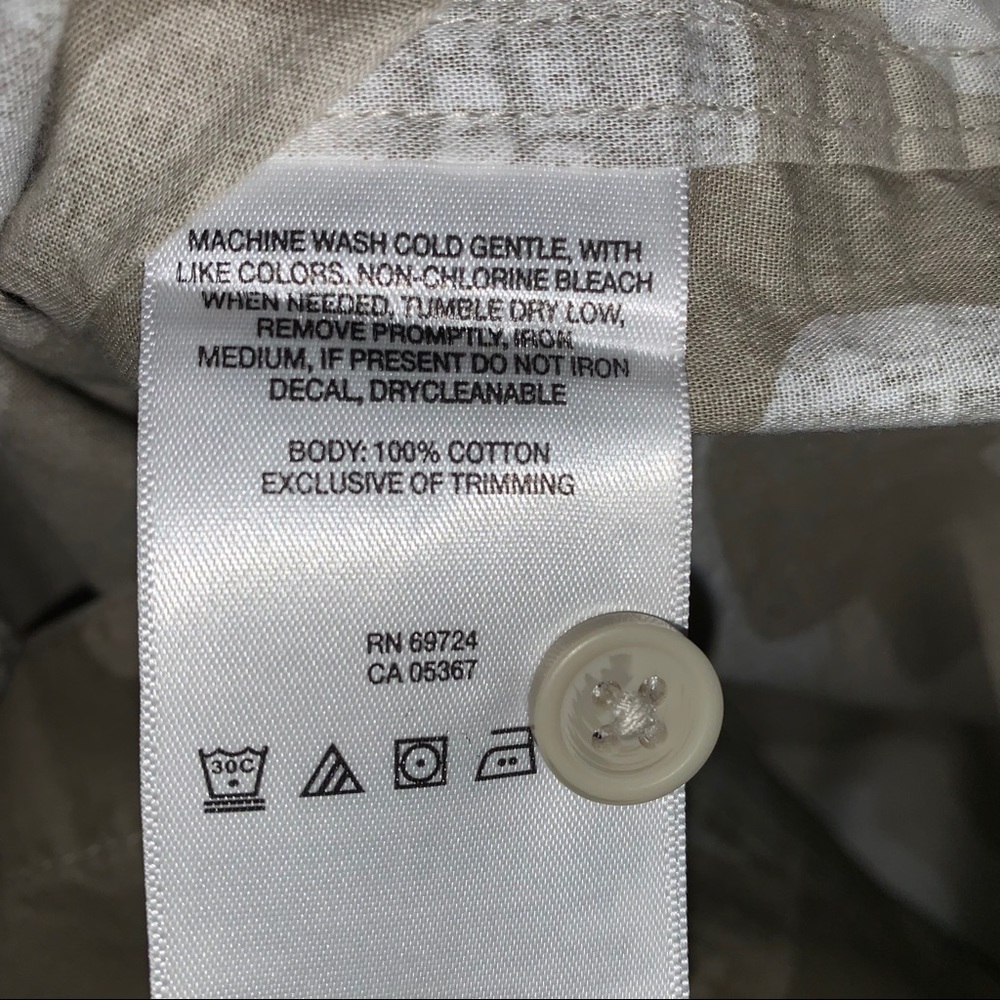 MACHINE WASH COLD GENTLE, WITH
LIKE COLORS. NON-CHLORINE BLEACH
WHEN NEEDED, TUMBLE DRY LOW,
REMOVE PROMPTLY, IRON
MEDIUM, IF PRESENT DO NOT IRON
DECAL, DRYCLEANABLE
BODY: 100% COTTON
EXCLUSIVE OF TRIMMING
RN 69724
CA 05367
30C